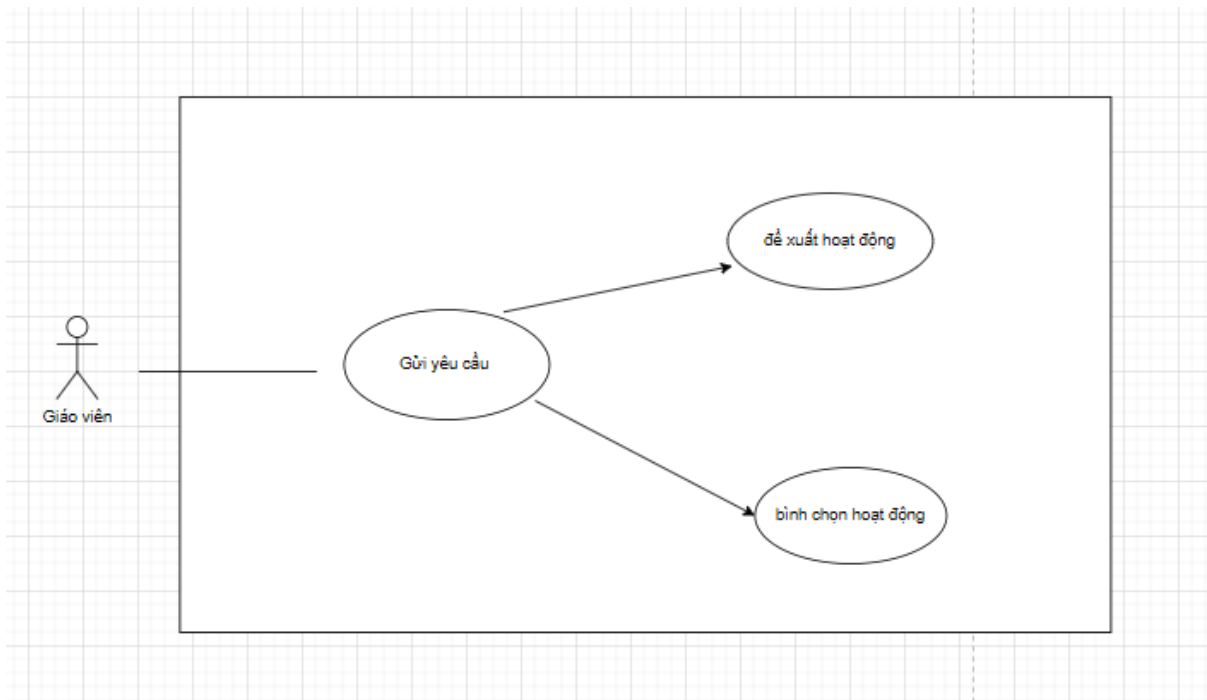 đề xuất hoạt động
Gửi yêu cầu
Giáo viên
bình chọn hoạt động